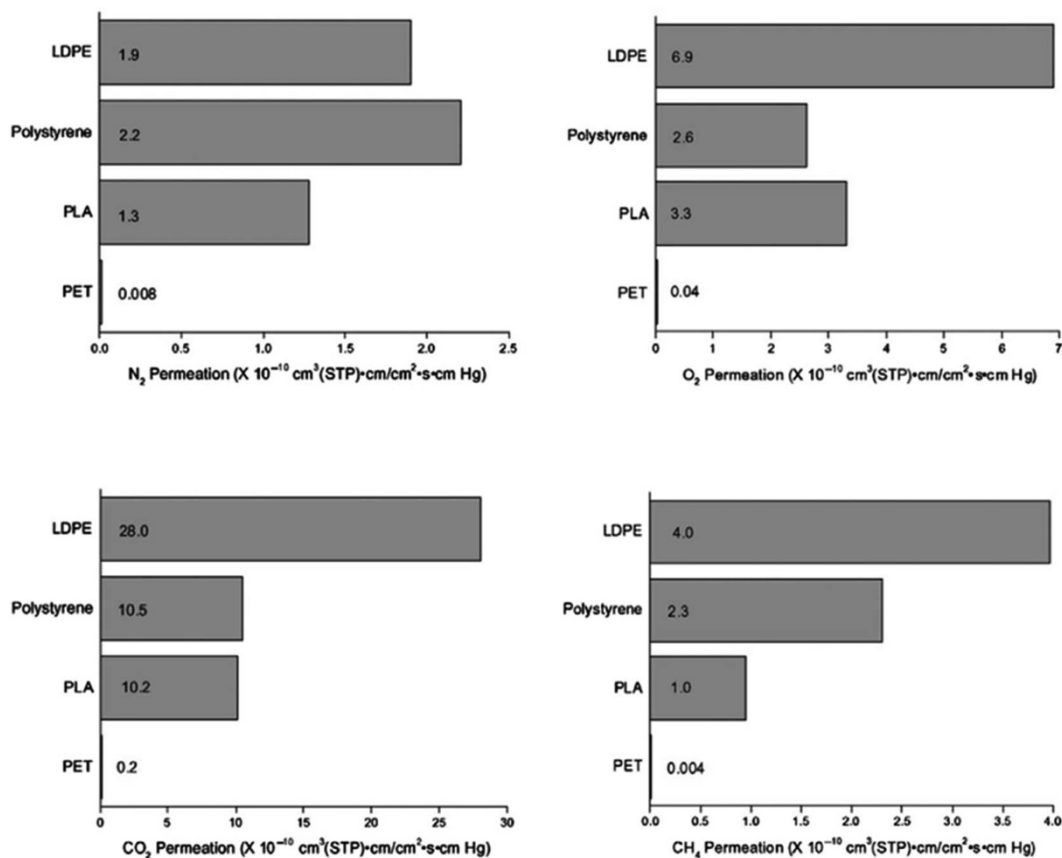 LDPE
1.9
Polystyrene
2.2
PLA
1.3
PET
0.008
0.0 0.5 1.0 1.5 2.0 2.5
N₂ Permeation (X 10⁻¹⁰ cm³(STP)•cm/cm²•s•cm Hg)
LDPE
6.9
Polystyrene
2.6
PLA
3.3
PET
0.04
0 1 2 3 4 5 6 7
O₂ Permeation (X 10⁻¹⁰ cm³(STP)•cm/cm²•s•cm Hg)
LDPE
28.0
Polystyrene
10.5
PLA
10.2
PET
0.2
0 5 10 15 20 25 30
CO₂ Permeation (X 10⁻¹⁰ cm³(STP)•cm/cm²•s•cm Hg)
LDPE
4.0
Polystyrene
2.3
PLA
1.0
PET
0.004
0.0 0.5 1.0 1.5 2.0 2.5 3.0 3.5 4.0
CH₄ Permeation (X 10⁻¹⁰ cm³(STP)•cm/cm²•s•cm Hg)